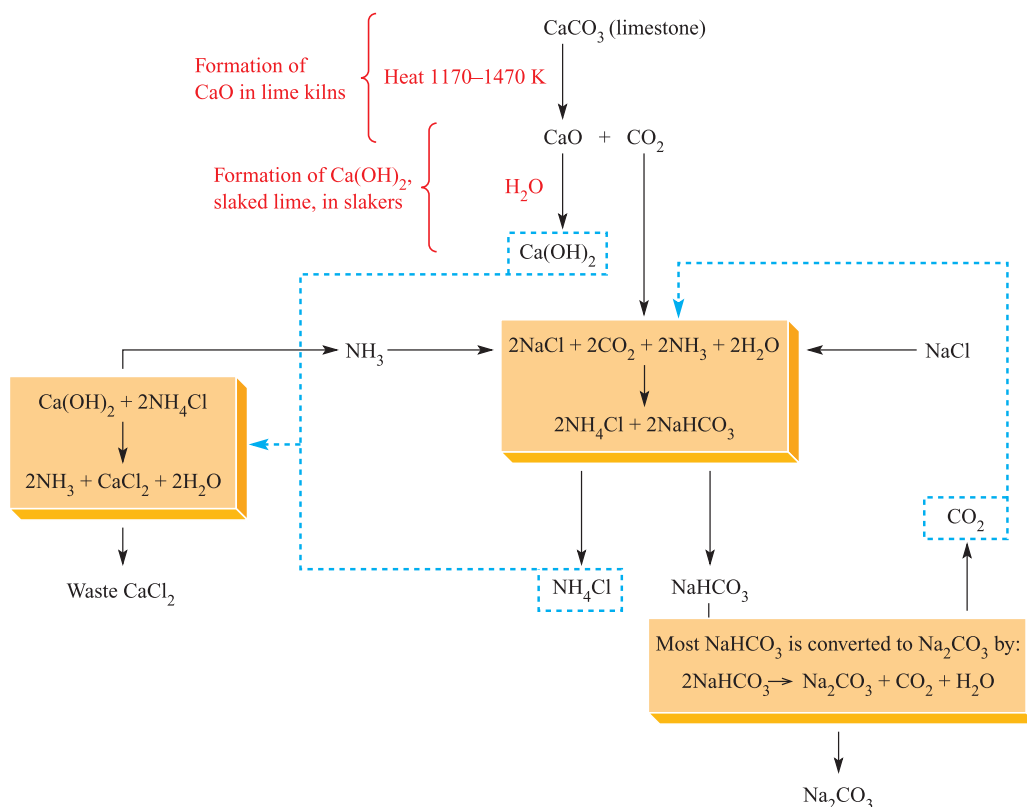 CaCO₃ (limestone)
Formation of
CaO in lime kilns
Heat 1170–1470 K
CaO + CO₂
Formation of Ca(OH)₂,
slaked lime, in slakers
H₂O
Ca(OH)₂
NH₃
2NaCl + 2CO₂ + 2NH₃ + 2H₂O
2NH₄Cl + 2NaHCO₃
NaCl
Ca(OH)₂ + 2NH₄Cl
2NH₃ + CaCl₂ + 2H₂O
Waste CaCl₂
NH₄Cl
NaHCO₃
CO₂
Most NaHCO₃ is converted to Na₂CO₃ by:
2NaHCO₃→ Na₂CO₃ + CO₂ + H₂O
Na₂CO₃